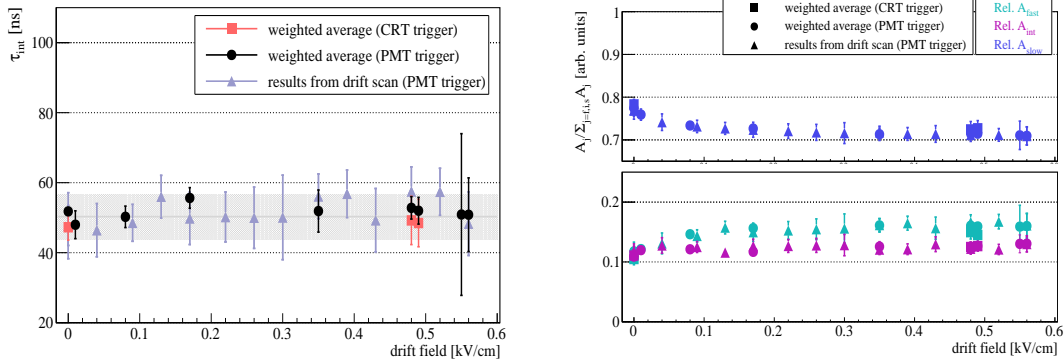 τ_int [ns]
100
80
60
40
20
weighted average (CRT trigger)
weighted average (PMT trigger)
results from drift scan (PMT trigger)
0 0.1 0.2 0.3 0.4 0.5 0.6
drift field [kV/cm]
A_j/Σ_{j=f,i,s}A_j [arb. units]
1
0.9
0.8
0.7
weighted average (CRT trigger)
weighted average (PMT trigger)
results from drift scan (PMT trigger)
Rel. A_fast
Rel. A_int
Rel. A_slow
0.2
0.1
0
0 0.1 0.2 0.3 0.4 0.5 0.6
drift field [kV/cm]